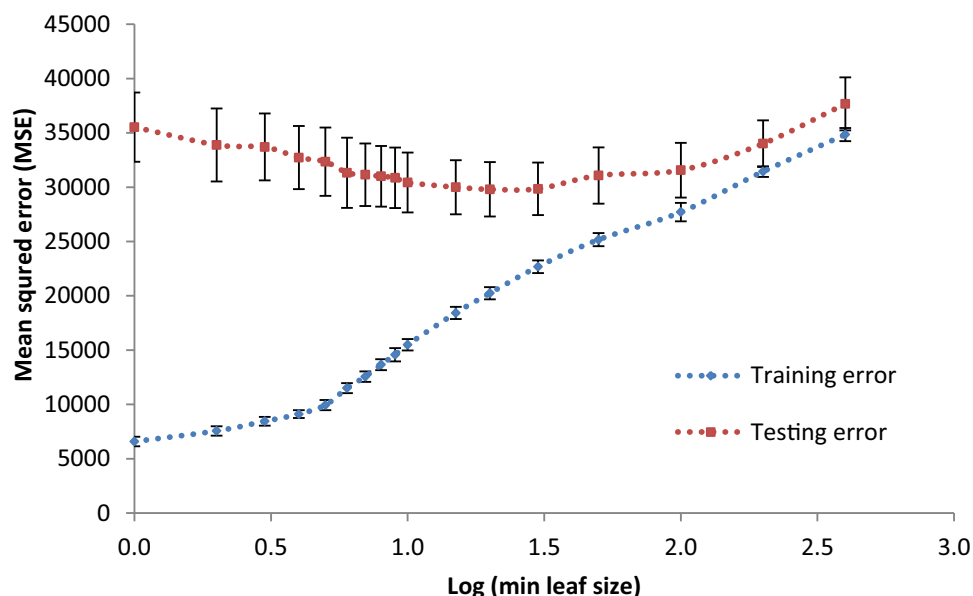 45000
40000
35000
30000
25000
20000
15000
10000
5000
0
Mean squred error (MSE)
Training error
Testing error
0.0 0.5 1.0 1.5 2.0 2.5 3.0
Log (min leaf size)